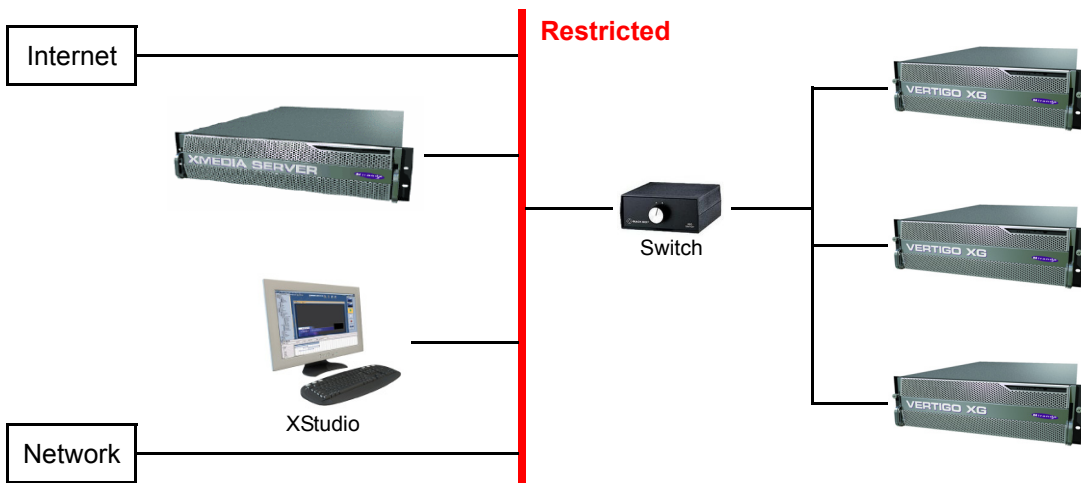 Restricted
Internet
VERTIGO XG
XMEDIA SERVER
Switch
VERTIGO XG
XStudio
VERTIGO XG
Network